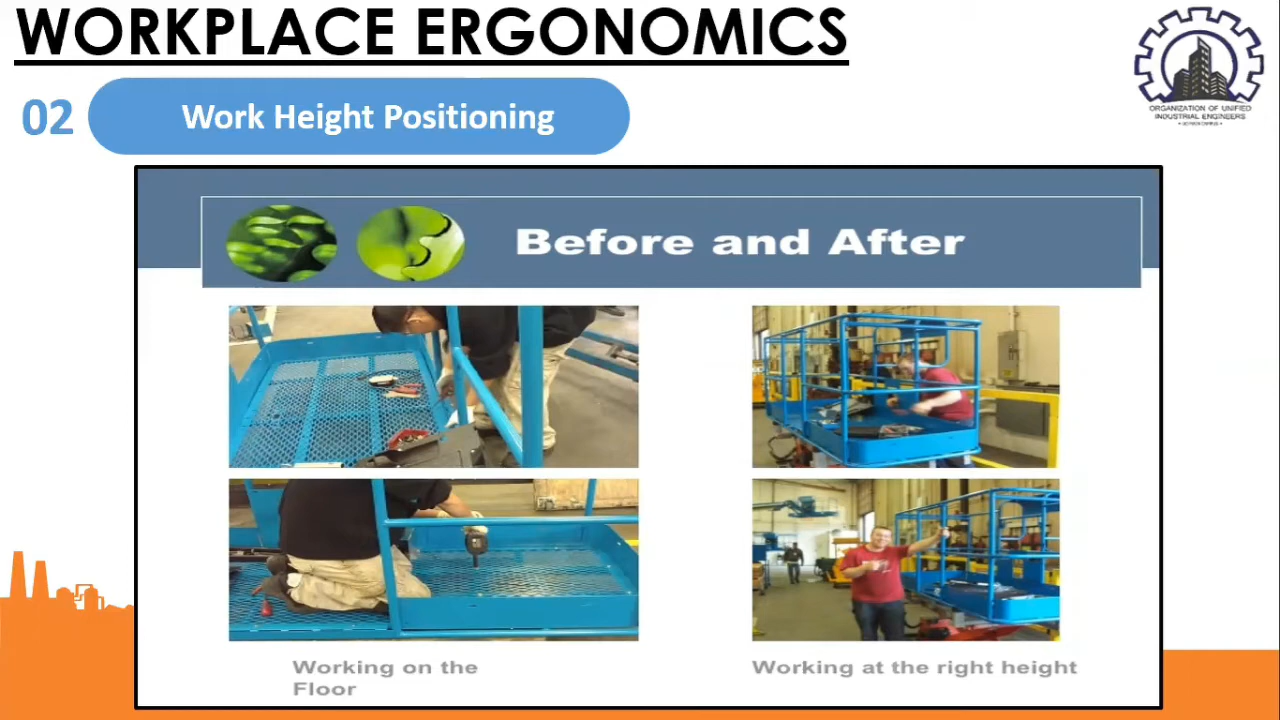 WORKPLACE ERGONOMICS
02
Work Height Positioning
ORGANIZATION OF UNIFIED
INDUSTRIAL ENGINEERS
Before and After
Working on the
Floor
Working at the right height